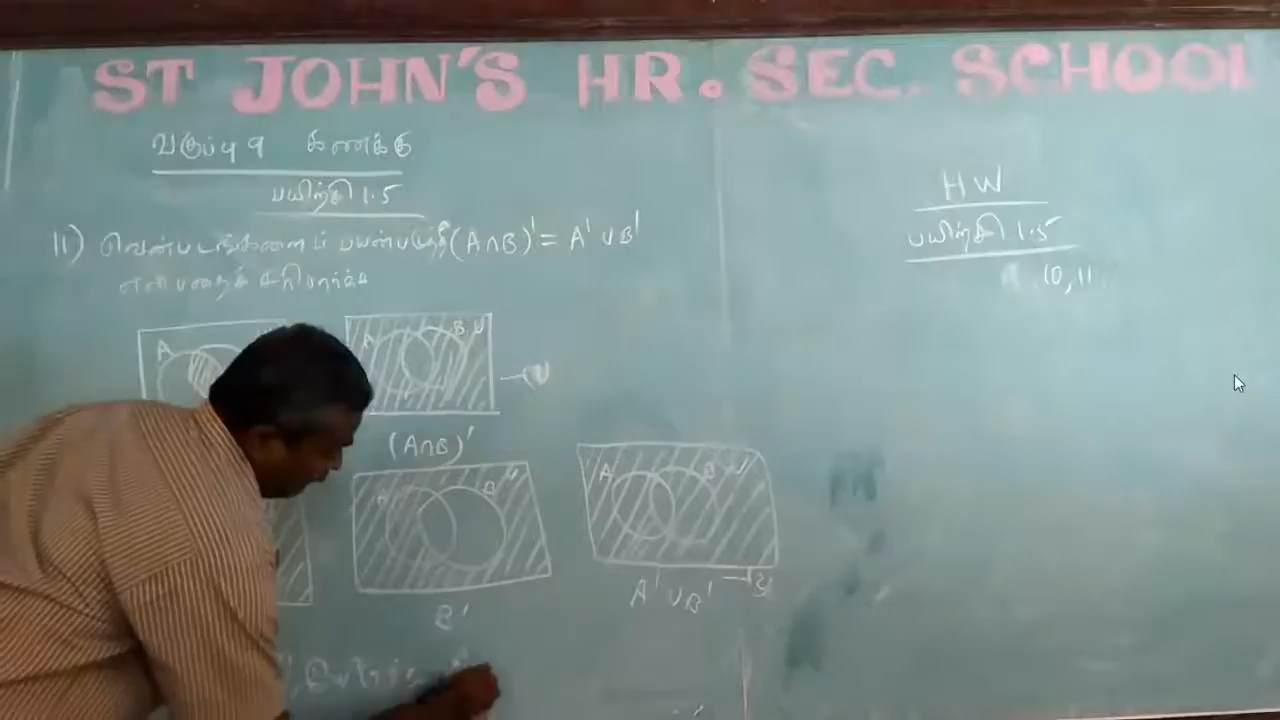 ST JOHN'S HR. SEC. SCHOOL
வகுப்பு 9 கணக்கு
பயிற்சி 1.5
11) வென்படங்களைப் பயன்படுத்தி (A∩B)' = A' ∪ B'
என்பதைச் சரிபார்க்க
A
A B U
(A∩B)'
B U
B'
A B U
A' ∪ B'
HW
பயிற்சி 1.5
10, 11